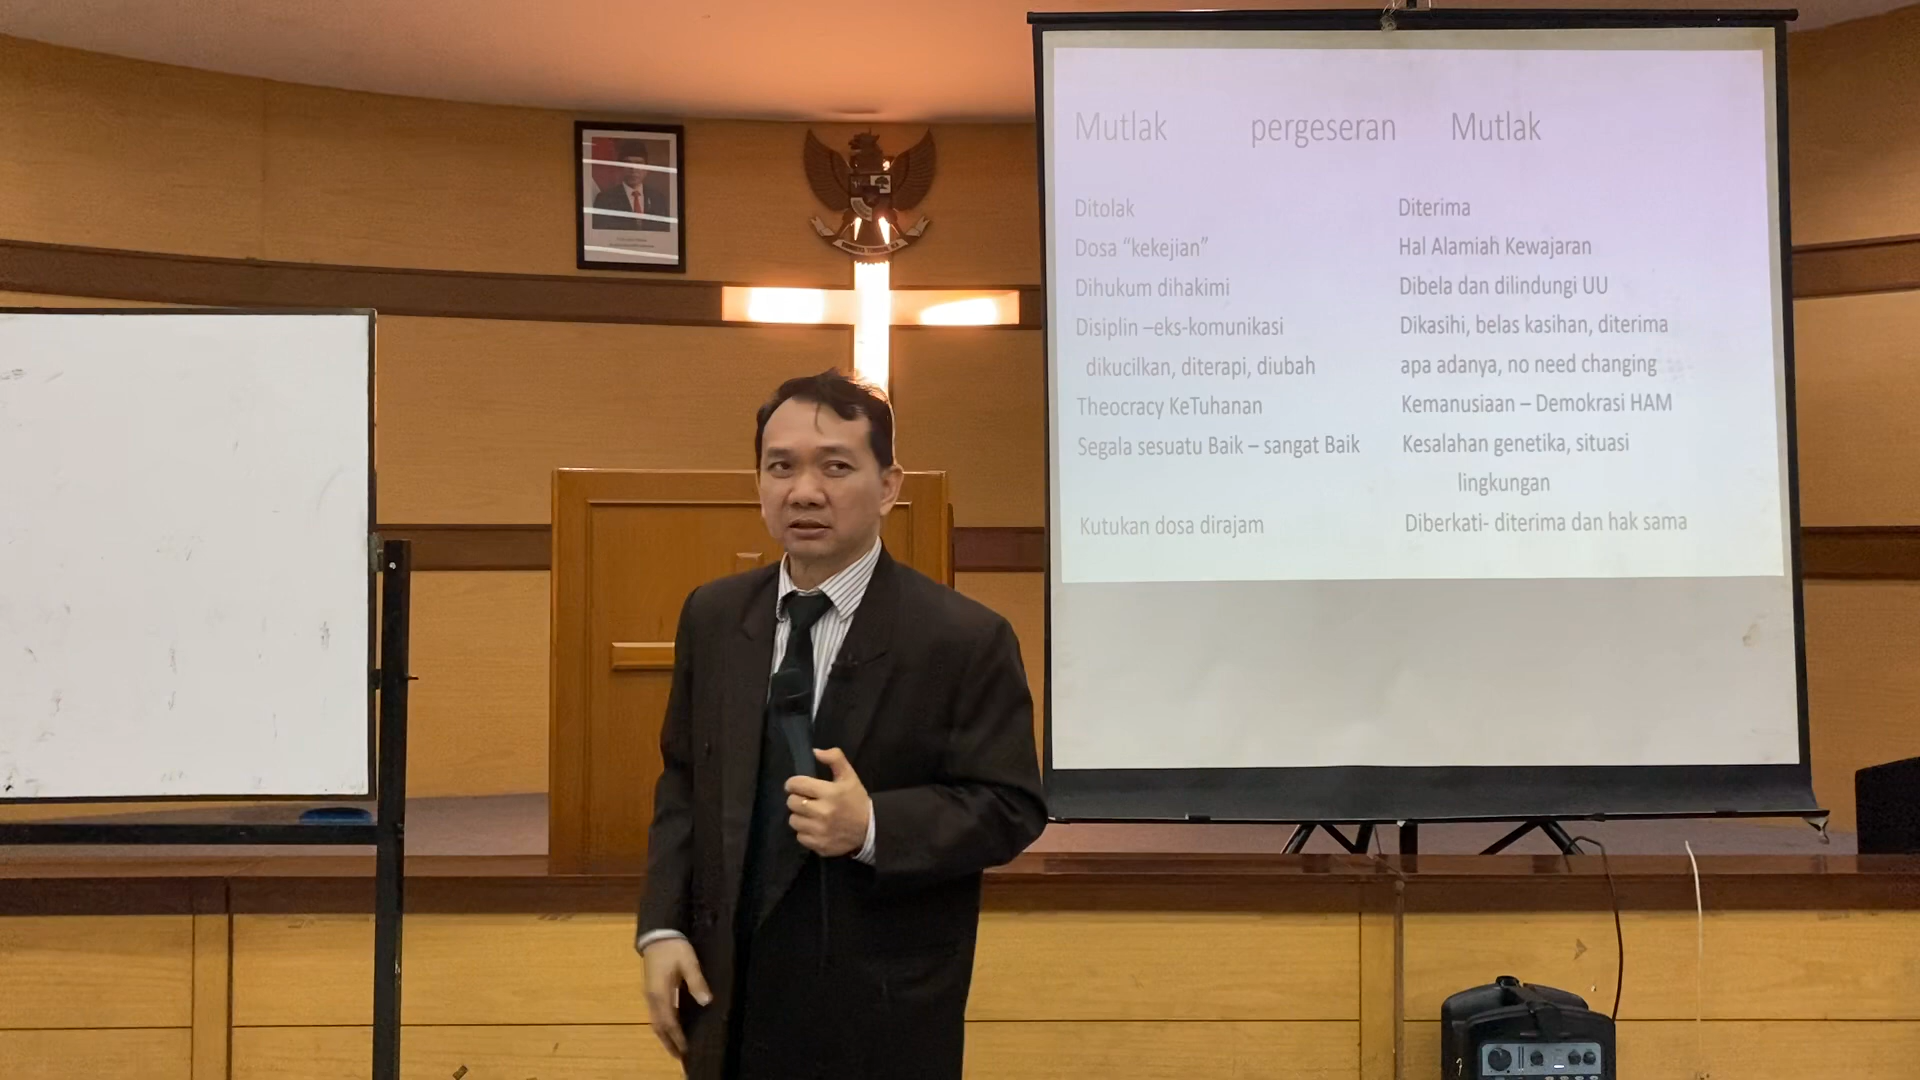 Mutlak pergeseran Mutlak
Ditolak Diterima
Dosa “kekejian” Hal Alamiah Kewajaran
Dihukum dihakimi Dibela dan dilindungi UU
Disiplin –eks-komunikasi Dikasihi, belas kasihan, diterima
dikucilkan, diterapi, diubah apa adanya, no need changing
Theocracy KeTuhanan Kemanusiaan – Demokrasi HAM
Segala sesuatu Baik – sangat Baik Kesalahan genetika, situasi
lingkungan
Kutukan dosa dirajam Diberkati- diterima dan hak sama